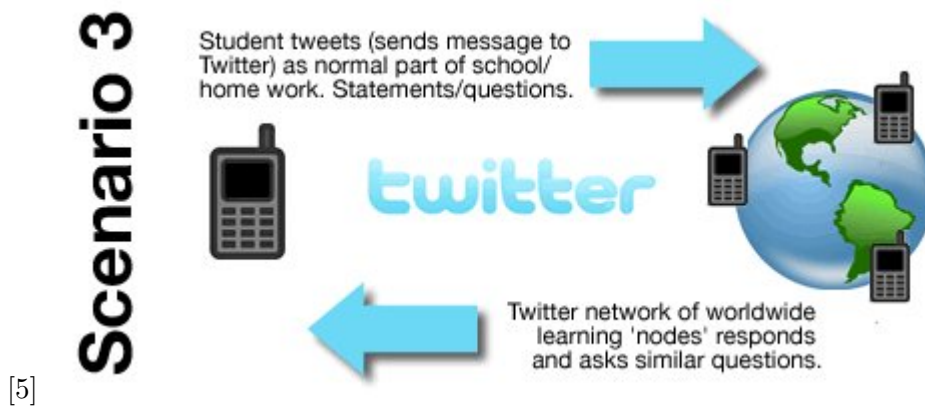 Scenario 3
Student tweets (sends message to
Twitter) as normal part of school/
home work. Statements/questions.
twitter
Twitter network of worldwide
learning 'nodes' responds
and asks similar questions.
[5]